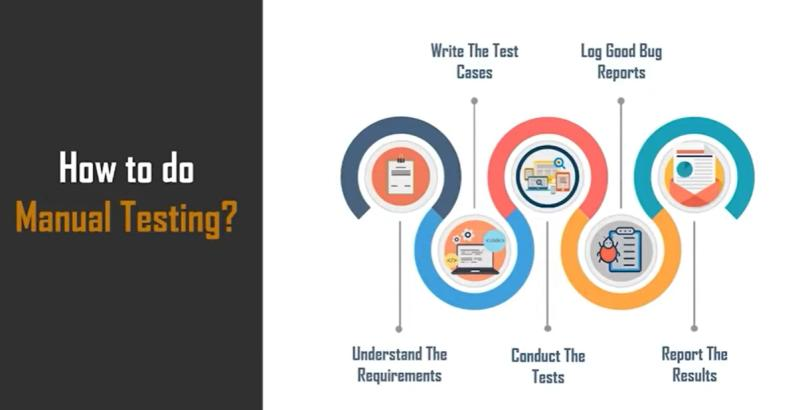 How to do
Manual Testing?
Write The Test
Cases
Log Good Bug
Reports
Understand The
Requirements
Conduct The
Tests
Report The
Results